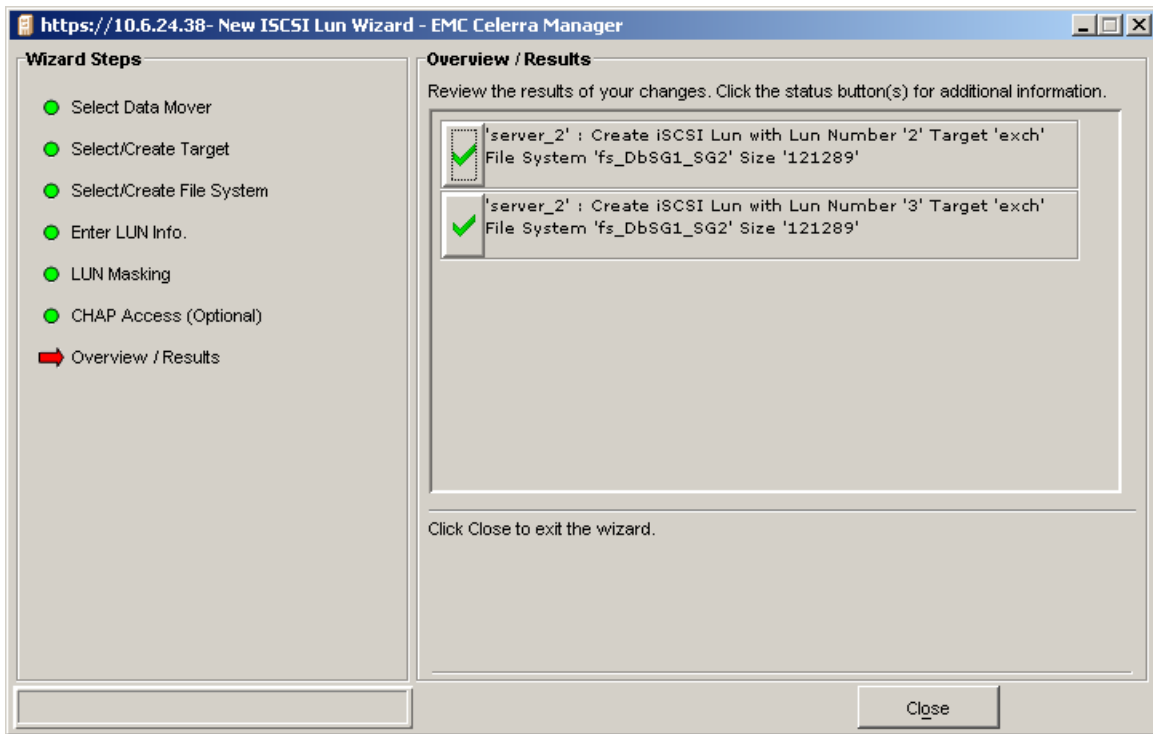 https://10.6.24.38- New ISCSI Lun Wizard - EMC Celerra Manager
Wizard Steps
Select Data Mover
Select/Create Target
Select/Create File System
Enter LUN Info.
LUN Masking
CHAP Access (Optional)
Overview / Results
Overview / Results
Review the results of your changes. Click the status button(s) for additional information.
'server_2' : Create iSCSI Lun with Lun Number '2' Target 'exch'
File System 'fs_DbSG1_SG2' Size '121289'
'server_2' : Create iSCSI Lun with Lun Number '3' Target 'exch'
File System 'fs_DbSG1_SG2' Size '121289'
Click Close to exit the wizard.
Close